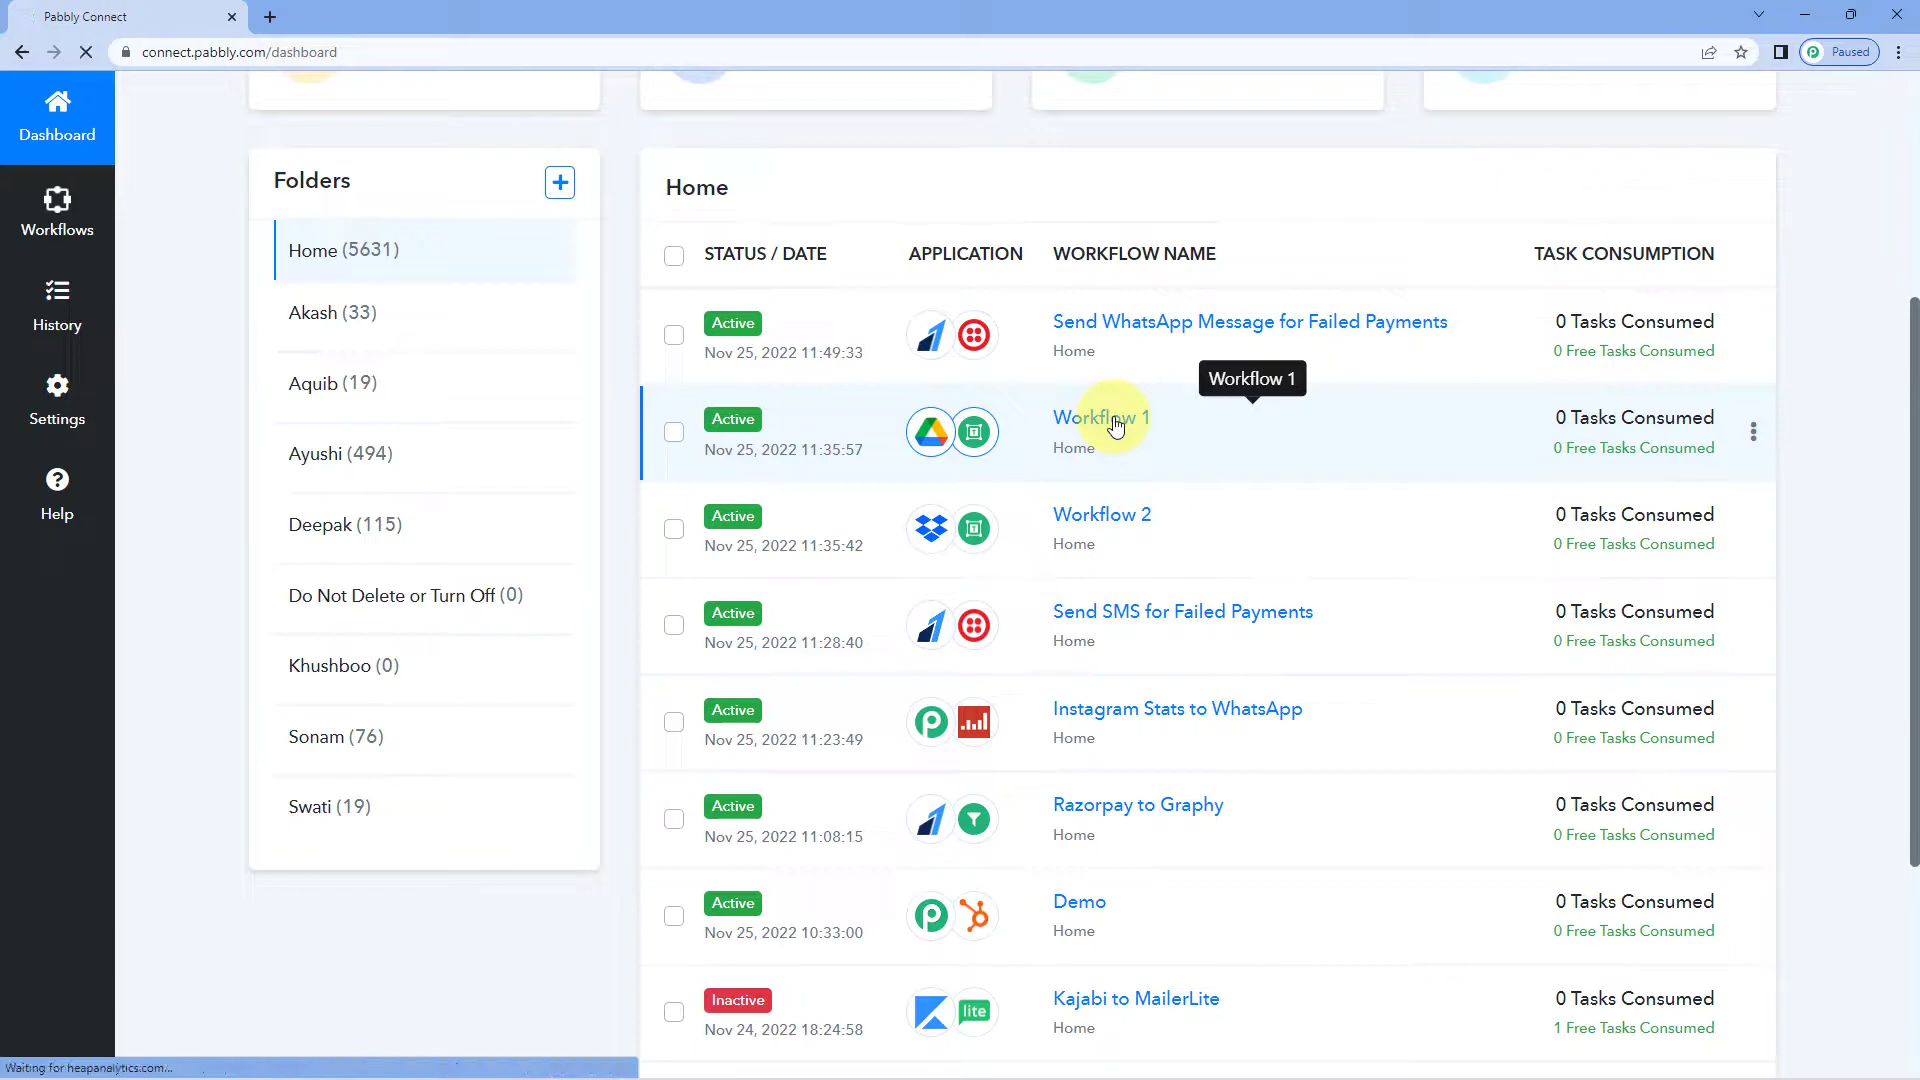 Pabbly Connect
connect.pabbly.com/dashboard
Paused
Dashboard
Workflows
History
Settings
Help
Folders
Home (5631)
Akash (33)
Aquib (19)
Ayushi (494)
Deepak (115)
Do Not Delete or Turn Off (0)
Khushboo (0)
Sonam (76)
Swati (19)
Home
STATUS / DATE APPLICATION WORKFLOW NAME TASK CONSUMPTION
Active Send WhatsApp Message for Failed Payments 0 Tasks Consumed
Nov 25, 2022 11:49:33 Home 0 Free Tasks Consumed
Workflow 1
Active Workflow 1 0 Tasks Consumed
Nov 25, 2022 11:35:57 Home 0 Free Tasks Consumed
Active Workflow 2 0 Tasks Consumed
Nov 25, 2022 11:35:42 Home 0 Free Tasks Consumed
Active Send SMS for Failed Payments 0 Tasks Consumed
Nov 25, 2022 11:28:40 Home 0 Free Tasks Consumed
Active Instagram Stats to WhatsApp 0 Tasks Consumed
Nov 25, 2022 11:23:49 Home 0 Free Tasks Consumed
Active Razorpay to Graphy 0 Tasks Consumed
Nov 25, 2022 11:08:15 Home 0 Free Tasks Consumed
Active Demo 0 Tasks Consumed
Nov 25, 2022 10:33:00 Home 0 Free Tasks Consumed
Inactive lite Kajabi to MailerLite 0 Tasks Consumed
Nov 24, 2022 18:24:58 Home 1 Free Tasks Consumed
Waiting for heapanalytics.com...